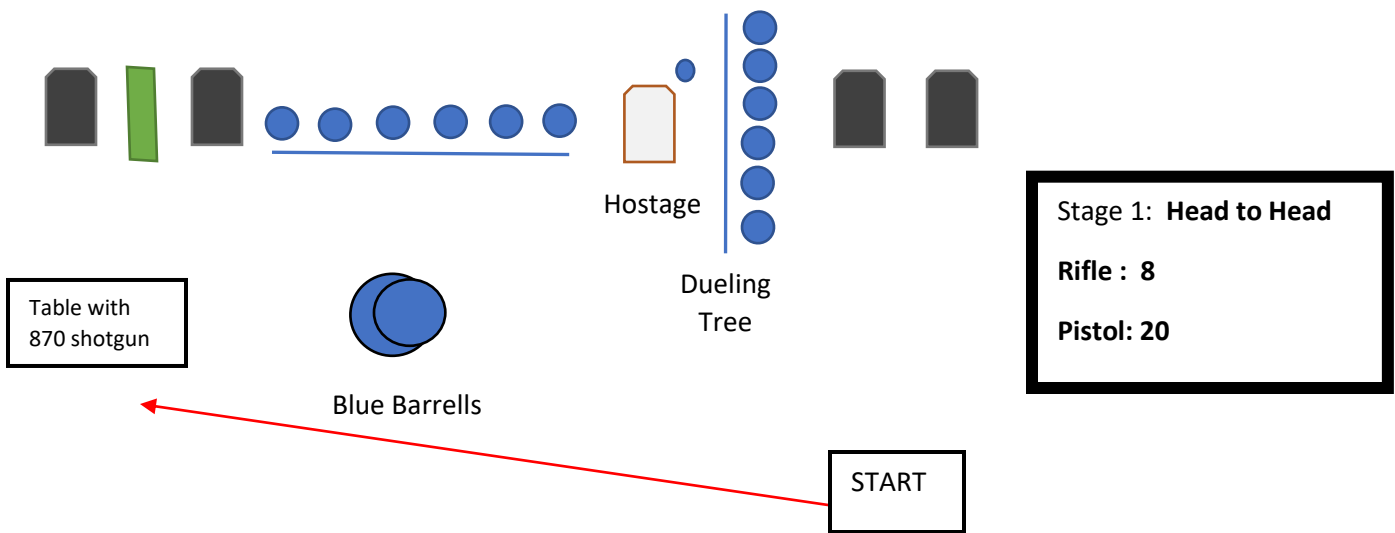 Hostage
Dueling
Tree
Stage 1: Head to Head
Rifle : 8
Pistol: 20
Table with
870 shotgun
Blue Barrells
START